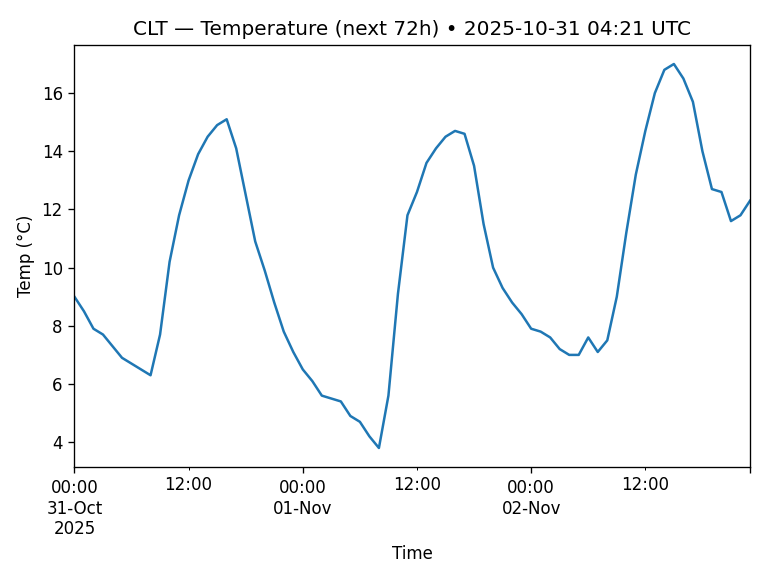 CLT — Temperature (next 72h) • 2025-10-31 04:21 UTC
Temp (°C)
16
14
12
10
8
6
4
00:00 12:00 00:00 12:00 00:00 12:00
31-Oct 01-Nov 02-Nov
2025
Time